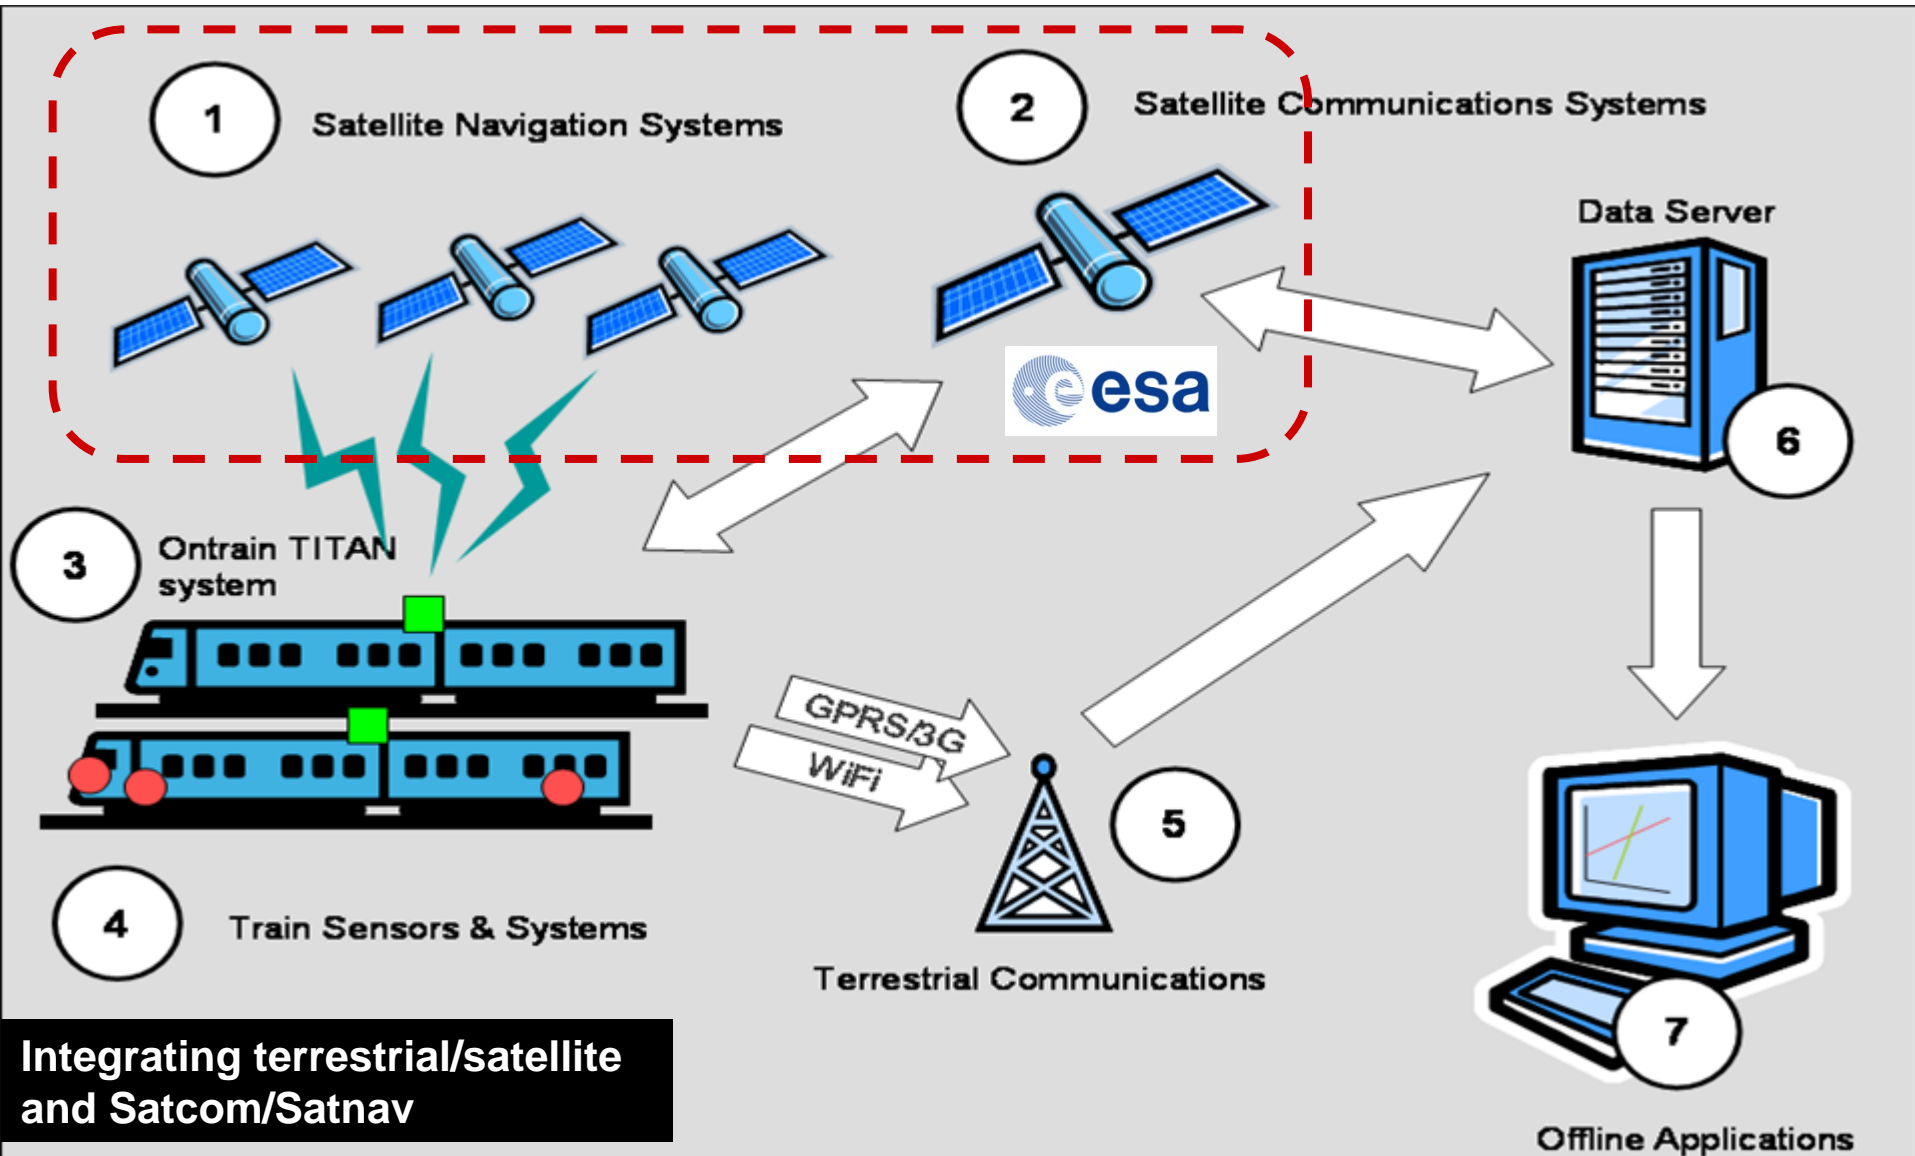 1
Satellite Navigation Systems
2
Satellite Communications Systems
Data Server
esa
6
3
Ontrain TITAN
system
GPRS/3G
WiFi
5
4
Train Sensors & Systems
Terrestrial Communications
7
Integrating terrestrial/satellite
and Satcom/Satnav
Offline Applications